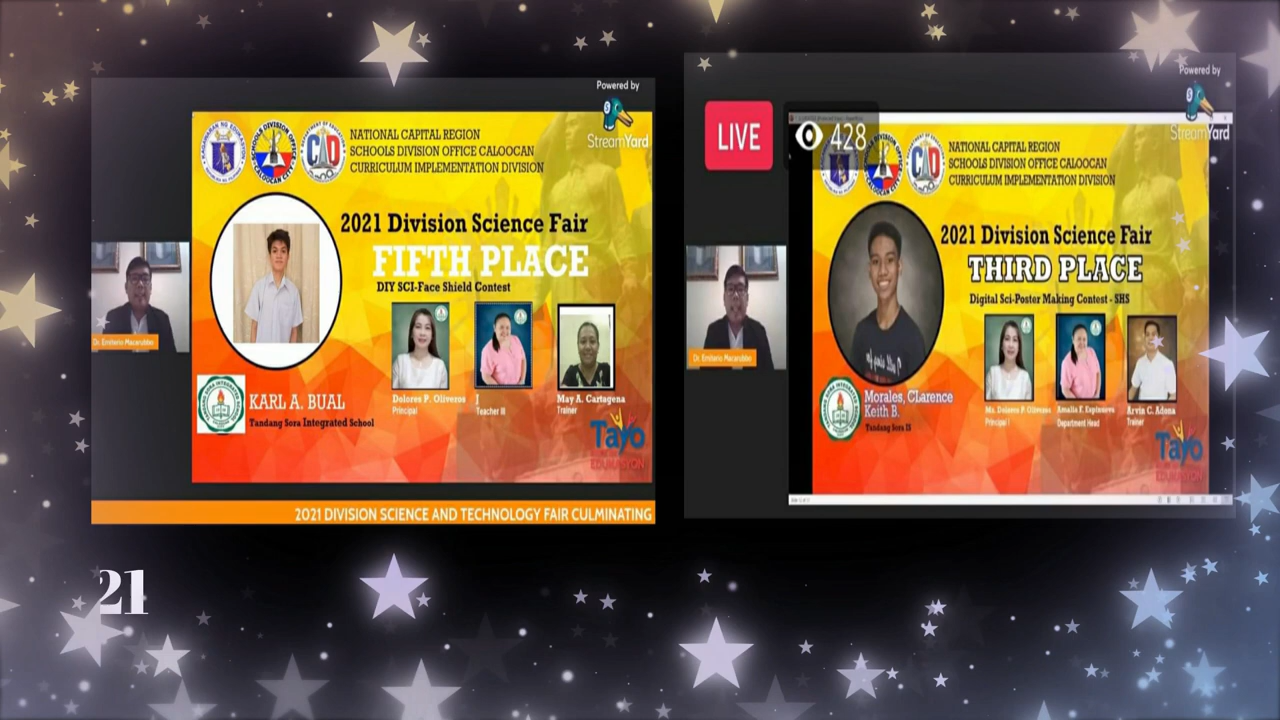 Powered by
StreamYard
NATIONAL CAPITAL REGION
SCHOOLS DIVISION OFFICE CALOOCAN
CURRICULUM IMPLEMENTATION DIVISION
2021 Division Science Fair
FIFTH PLACE
DIY SCI-Face Shield Contest
Dr. Emiterio Macarubbo
KARL A. BUAL
Tandang Sora Integrated School
Dolores P. Oliveros
Principal
I
Teacher III
May A. Cartagena
Trainer
Tayo
EDUKASYON
2021 DIVISION SCIENCE AND TECHNOLOGY FAIR CULMINATING
LIVE
428
Powered by
StreamYard
NATIONAL CAPITAL REGION
SCHOOLS DIVISION OFFICE CALOOCAN
CURRICULUM IMPLEMENTATION DIVISION
2021 Division Science Fair
THIRD PLACE
Digital Sci-Poster Making Contest - SHS
Dr. Emiterio Macarubbo
Morales, Clarence
Keith B.
Tandang Sora IS
Ms. Dolores P. Oliveros
Principal I
Amalia F. Espinueva
Department Head
Arvin C. Adona
Trainer
Tayo
EDUKASYON
21